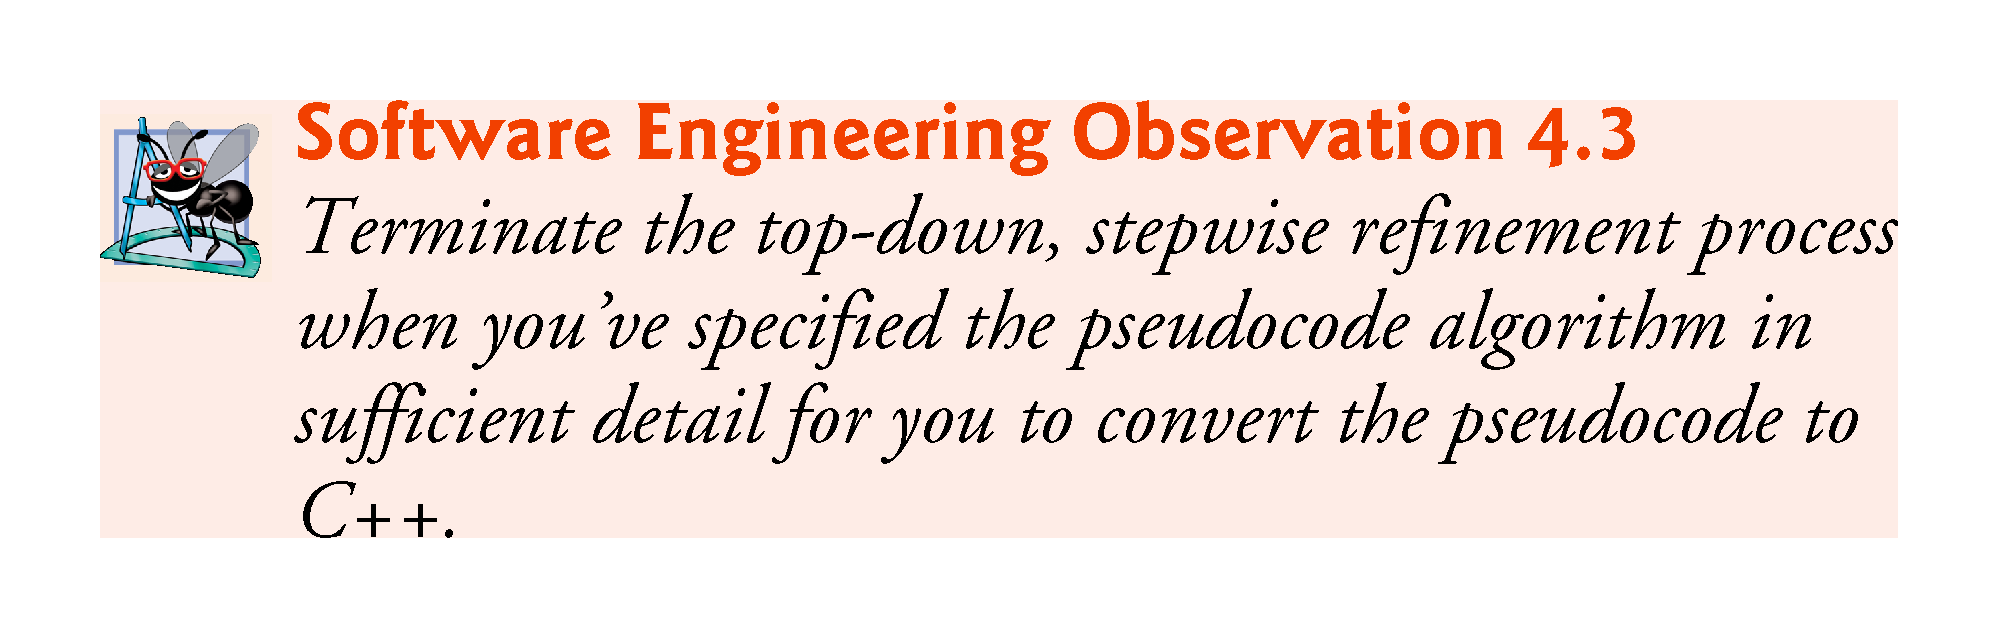 Software Engineering Observation 4.3
Terminate the top-down, stepwise refinement process
when you’ve specified the pseudocode algorithm in
sufficient detail for you to convert the pseudocode to
C++.